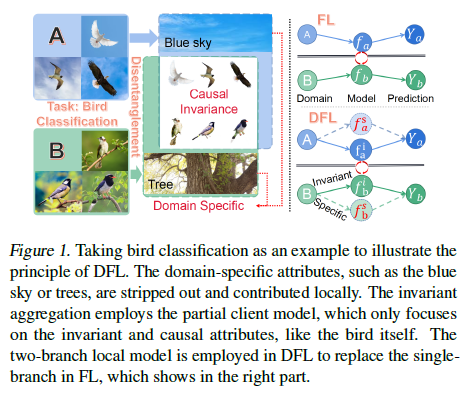 A
Blue sky
Task: Bird
Classification
Disentanglement
Causal
Invariance
B
Tree
Domain Specific
FL
A
f_a
Y_a
B
f_b
Y_b
Domain Model Prediction
DFL
f_a^s
A
f_a^i
Y_a
Invariant
B
f_b^i
Y_b
Specific
f_b^s
Figure 1. Taking bird classification as an example to illustrate the
principle of DFL. The domain-specific attributes, such as the blue
sky or trees, are stripped out and contributed locally. The invariant
aggregation employs the partial client model, which only focuses
on the invariant and causal attributes, like the bird itself. The
two-branch local model is employed in DFL to replace the single-
branch in FL, which shows in the right part.